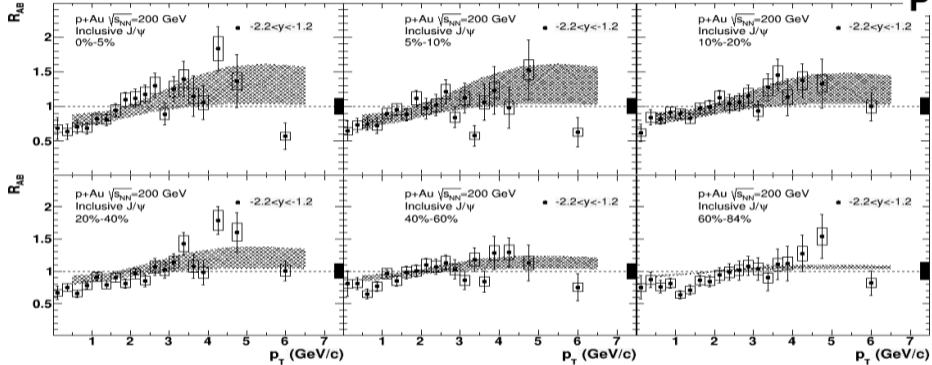 P
R_AB
2
1.5
1
0.5
p+Au √s_NN=200 GeV
Inclusive J/ψ
0%-5%
-2.2<y<-1.2
p+Au √s_NN=200 GeV
Inclusive J/ψ
5%-10%
-2.2<y<-1.2
p+Au √s_NN=200 GeV
Inclusive J/ψ
10%-20%
-2.2<y<-1.2
R_AB
2
1.5
1
0.5
p+Au √s_NN=200 GeV
Inclusive J/ψ
20%-40%
-2.2<y<-1.2
p+Au √s_NN=200 GeV
Inclusive J/ψ
40%-60%
-2.2<y<-1.2
p+Au √s_NN=200 GeV
Inclusive J/ψ
60%-84%
-2.2<y<-1.2
1 2 3 4 5 6 7
p_T (GeV/c)
1 2 3 4 5 6 7
p_T (GeV/c)
1 2 3 4 5 6 7
p_T (GeV/c)